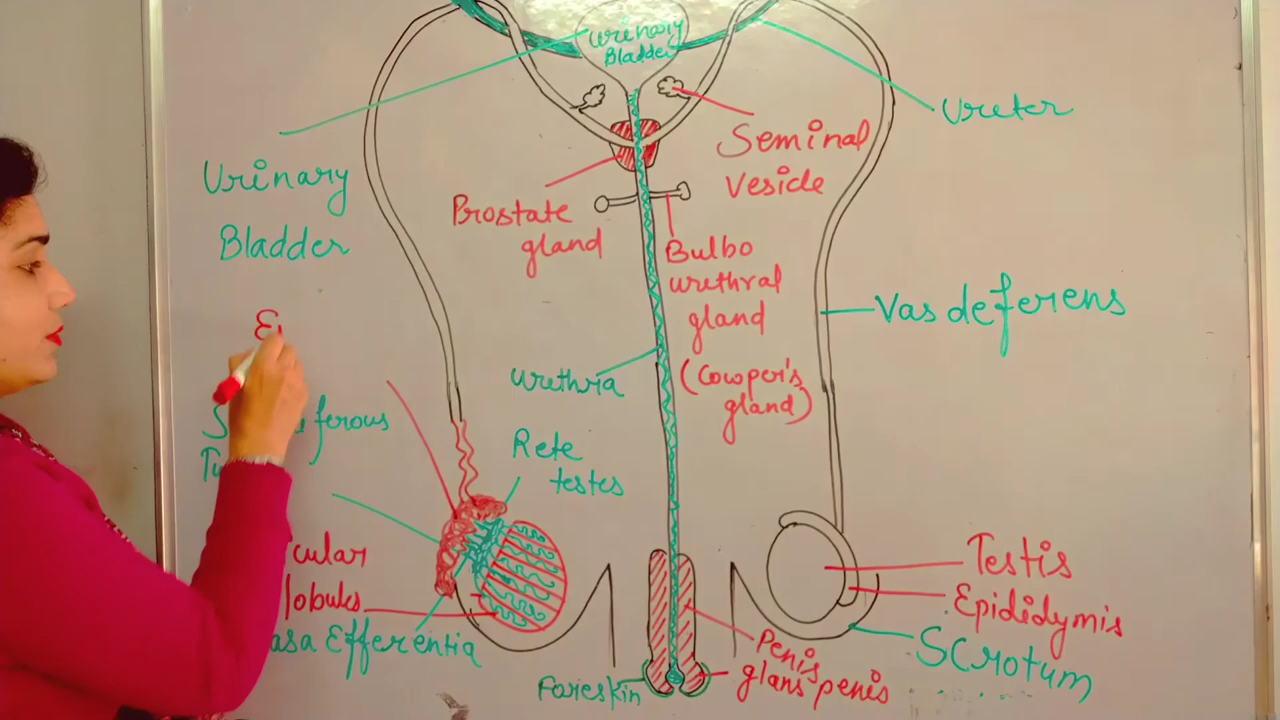 Urinary
Bladder
Ureter
Urinary
Bladder
Seminal
Vesicle
Prostate
gland
Bulbo
urethral
gland
(Cowper's
gland)
Vas deferens
Urethra
Rete
testes
ferous
cular
lobules
asa Efferentia
Testis
Epididymis
SCrotum
Penis
glans penis
Foreskin